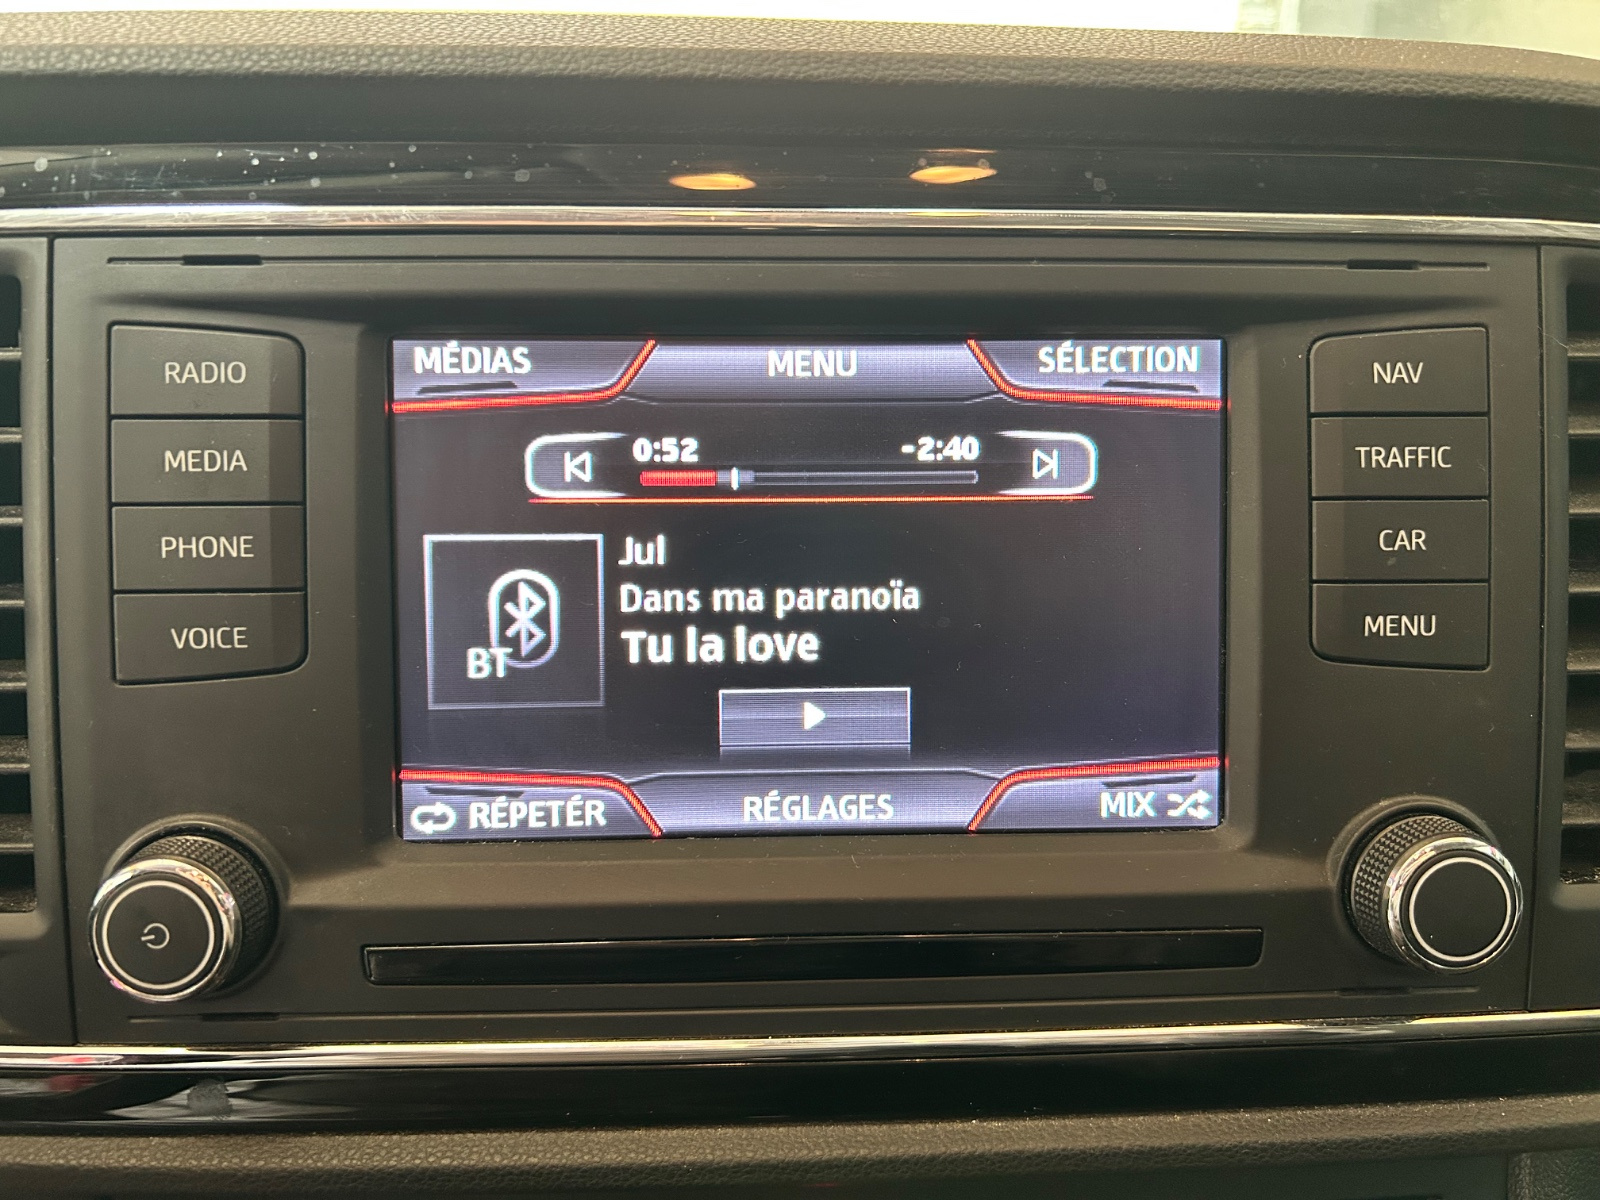 RADIO
MEDIA
PHONE
VOICE
MÉDIAS
MENU
SÉLECTION
0:52
-2:40
BT
Jul
Dans ma paranoïa
Tu la love
RÉPETÉR
RÉGLAGES
MIX
NAV
TRAFFIC
CAR
MENU